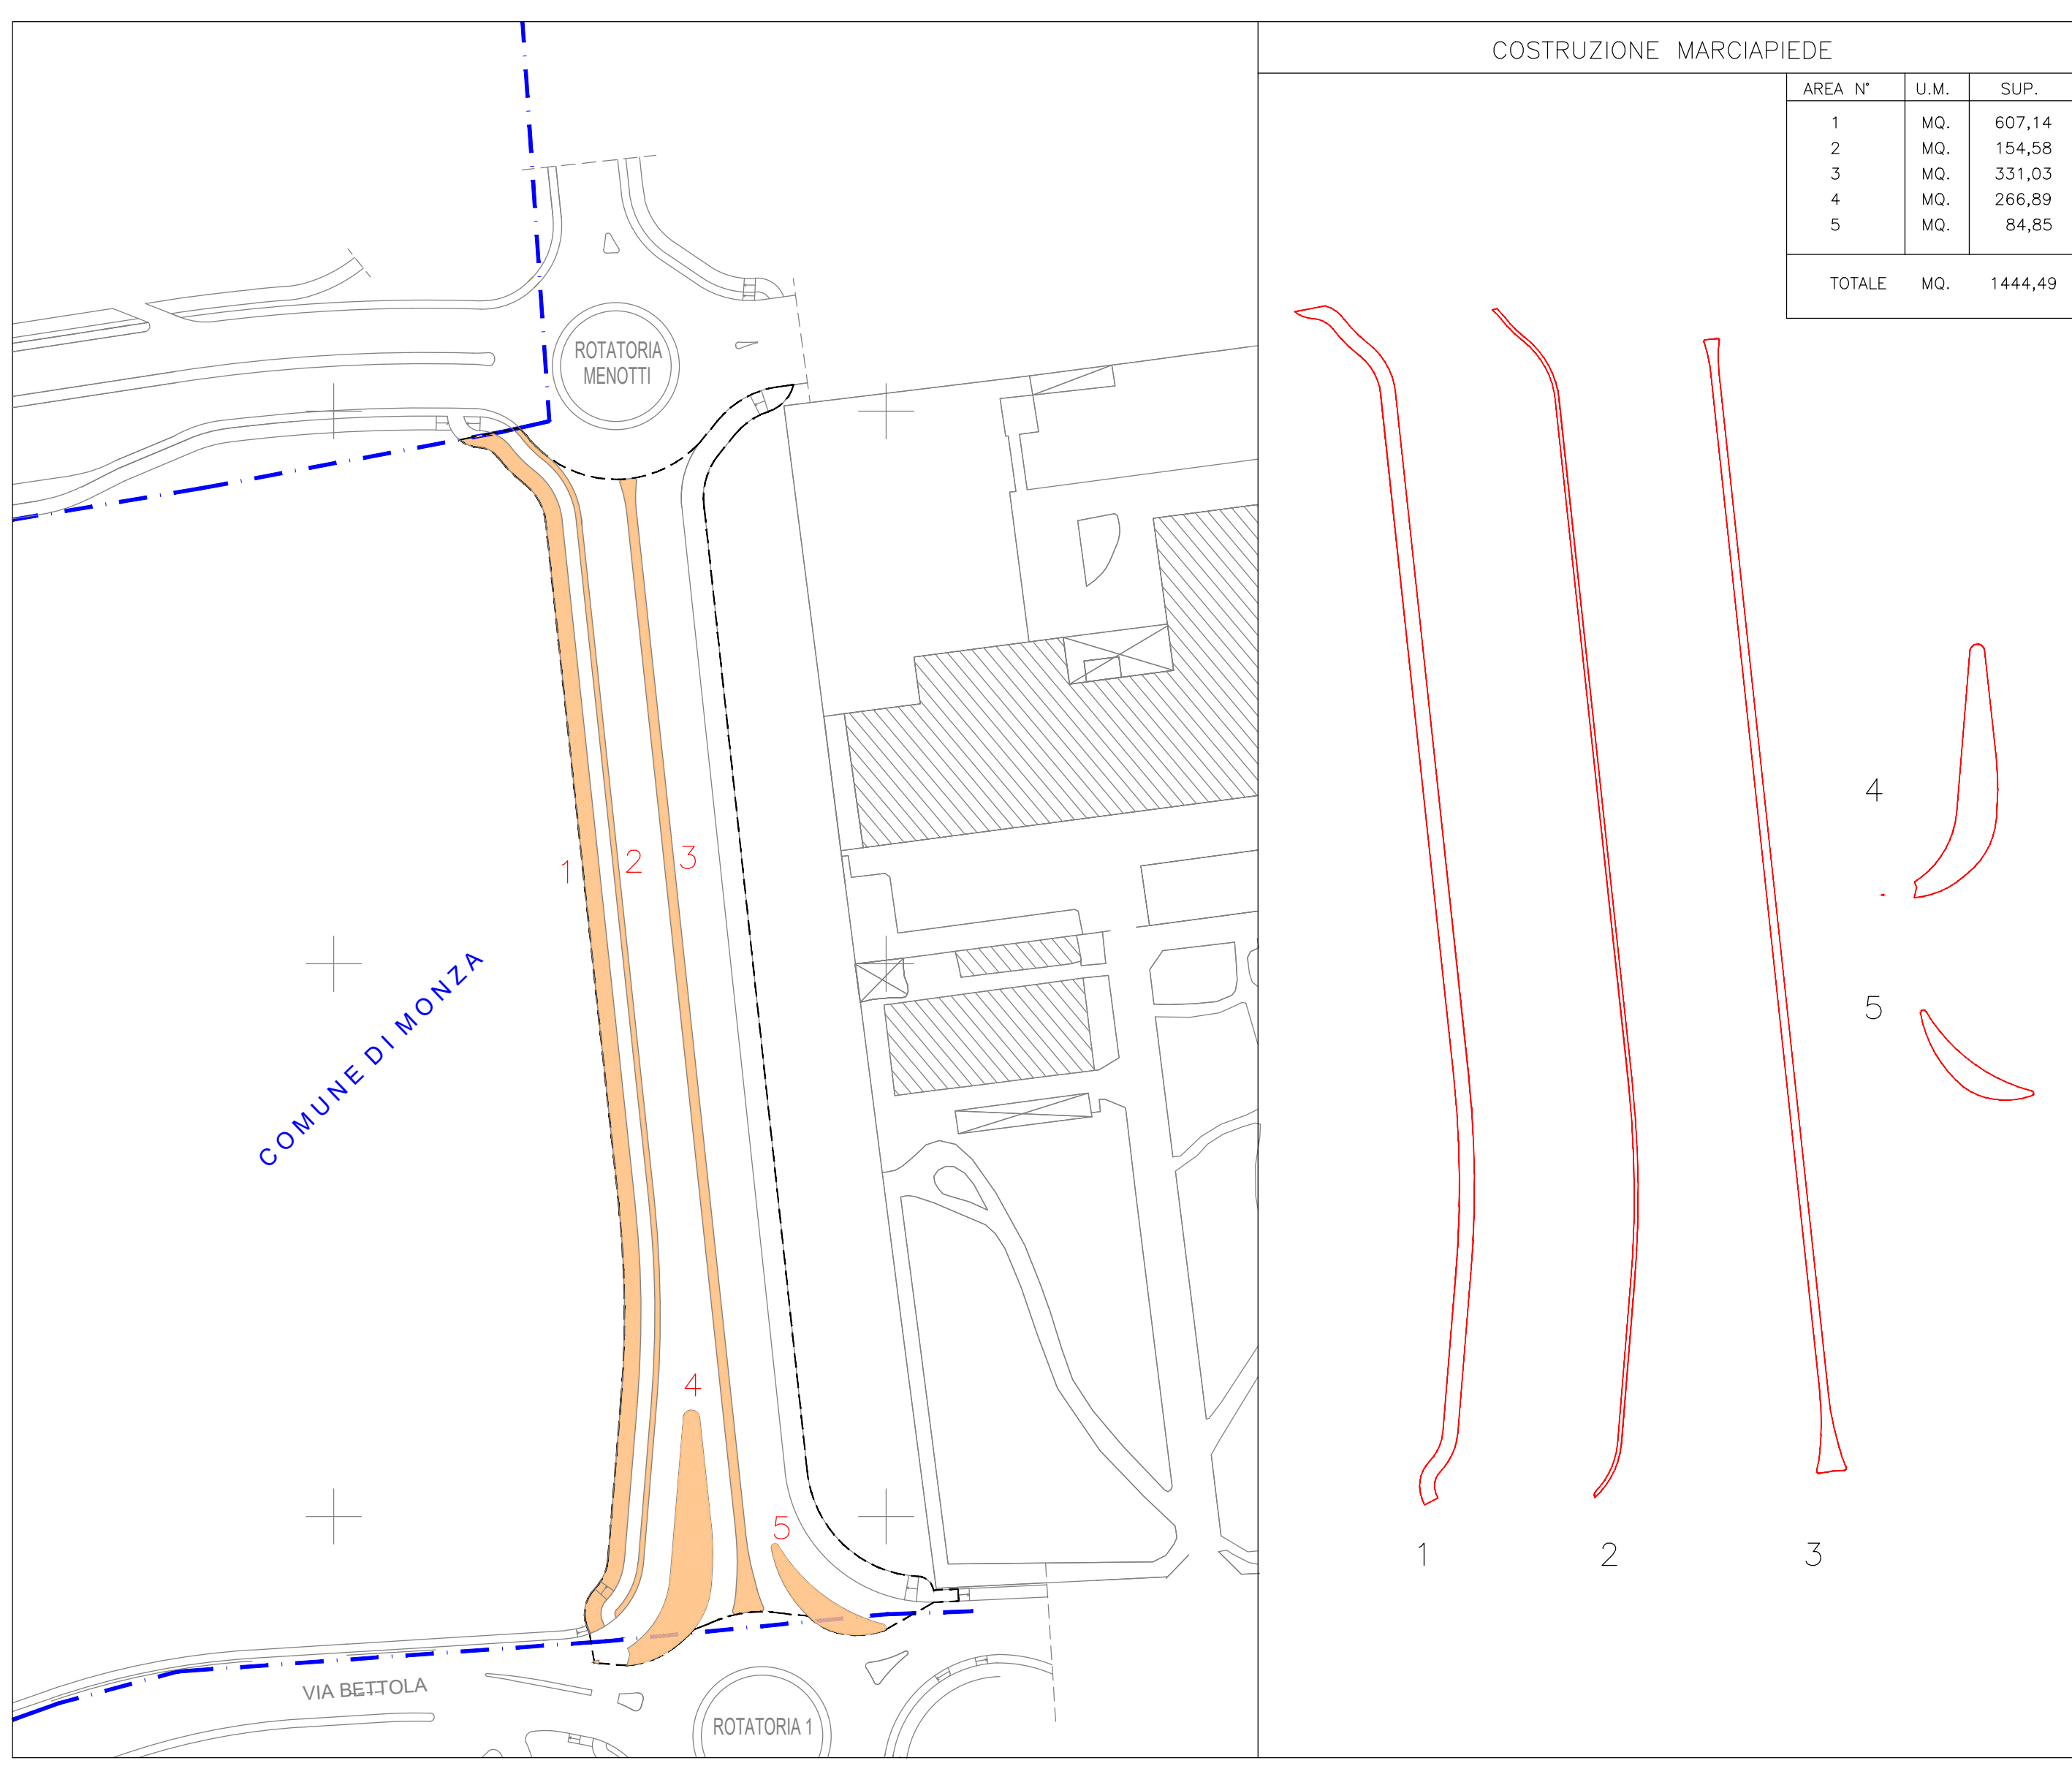 COSTRUZIONE MARCIAPIEDE
AREA N° U.M. SUP.
1 MQ. 607,14
2 MQ. 154,58
3 MQ. 331,03
4 MQ. 266,89
5 MQ. 84,85
TOTALE MQ. 1444,49
ROTATORIA
MENOTTI
1
2
3
COMUNE DI MONZA
4
5
VIA BETTOLA
ROTATORIA 1
4
5
1
2
3